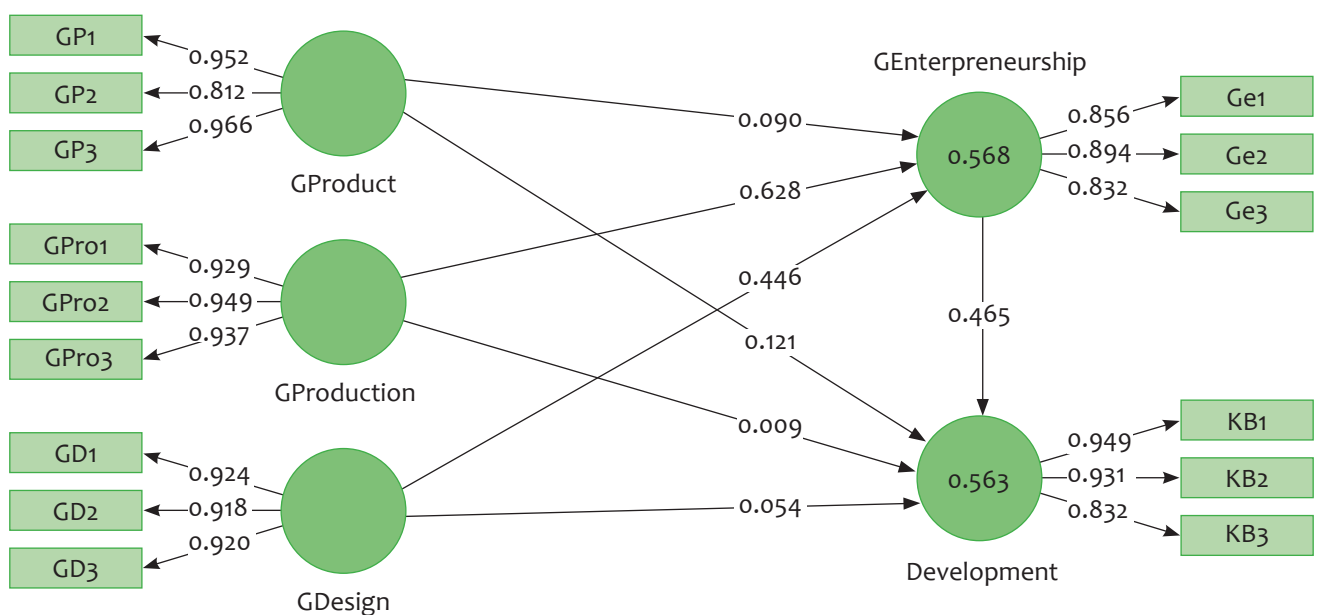 GP1
0.952
GP2
0.812
GP3
0.966
GProduct
GPro1
0.929
GPro2
0.949
GPro3
0.937
GProduction
GD1
0.924
GD2
0.918
GD3
0.920
GDesign
0.090
0.628
0.446
0.121
0.009
0.054
GEnterpreneurship
0.568
0.856
Ge1
0.894
Ge2
0.832
Ge3
0.465
0.563
Development
0.949
KB1
0.931
KB2
0.832
KB3